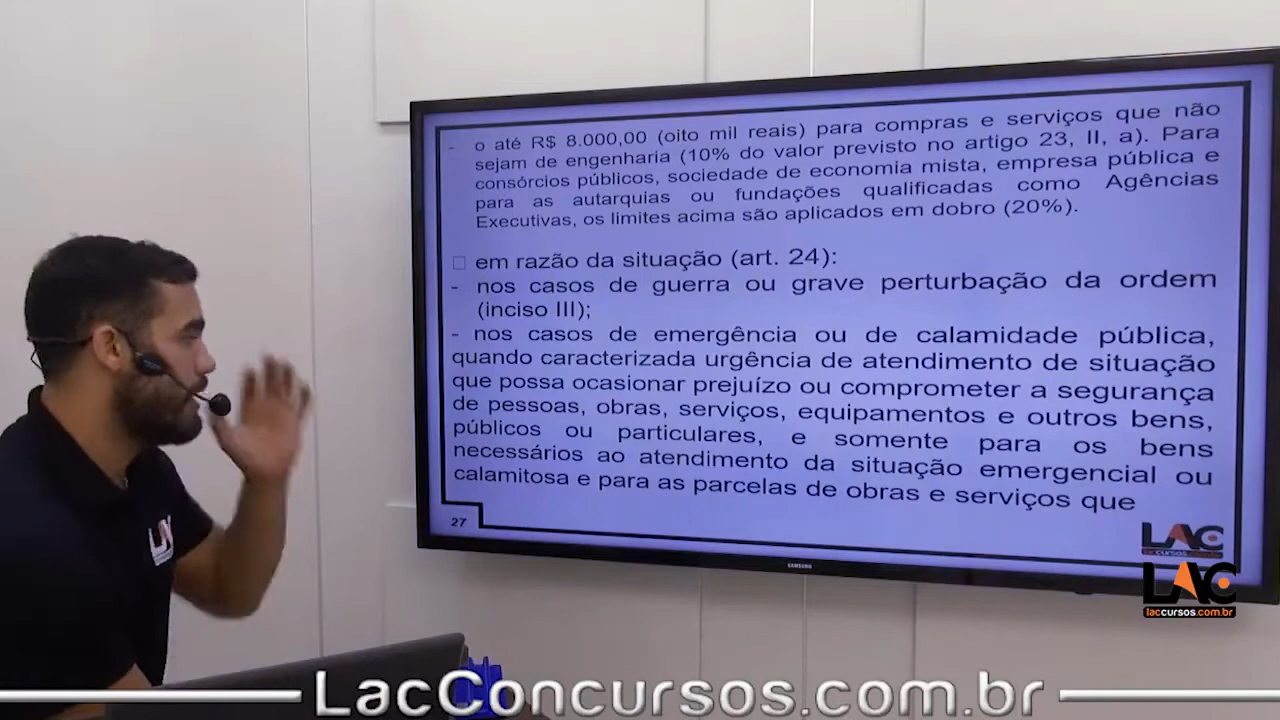 - o até R$ 8.000,00 (oito mil reais) para compras e serviços que não
sejam de engenharia (10% do valor previsto no artigo 23, II, a). Para
consórcios públicos, sociedade de economia mista, empresa pública e
para as autarquias ou fundações qualificadas como Agências
Executivas, os limites acima são aplicados em dobro (20%).
□ em razão da situação (art. 24):
- nos casos de guerra ou grave perturbação da ordem
(inciso III);
- nos casos de emergência ou de calamidade pública,
quando caracterizada urgência de atendimento de situação
que possa ocasionar prejuízo ou comprometer a segurança
de pessoas, obras, serviços, equipamentos e outros bens,
públicos ou particulares, e somente para os bens
necessários ao atendimento da situação emergencial ou
calamitosa e para as parcelas de obras e serviços que
27
LAC
laccursos.com.br
SAMSUNG
LAC
laccursos.com.br
LAC
LacConcursos.com.br